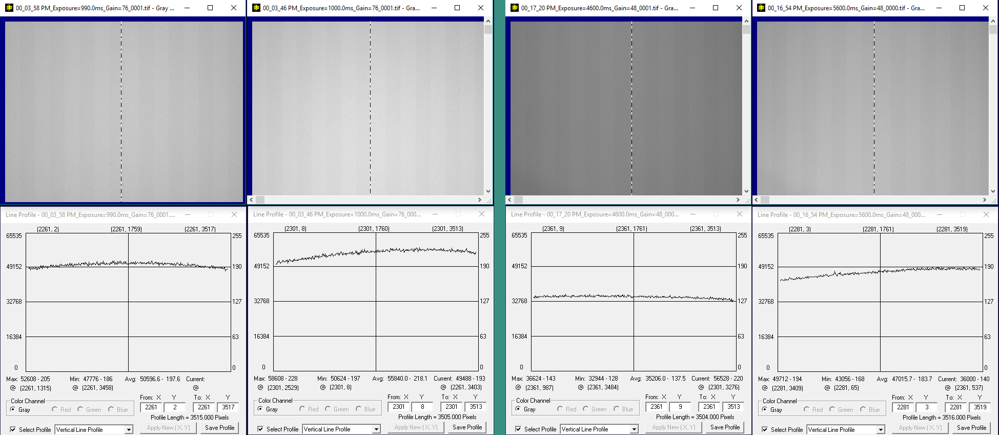 00_03_58 PM_Exposure=990.0ms_Gain=76_0001.tif - Gray ...
00_03_46 PM_Exposure=1000.0ms_Gain=76_0001.tif - Gra...
00_17_20 PM_Exposure=4600.0ms_Gain=48_0001.tif - Gra...
00_16_54 PM_Exposure=5600.0ms_Gain=48_0000.tif - Gra...
Line Profile - 00_03_58 PM_Exposure=990.0ms_Gain=76_0001....
(2261, 2) (2261, 1759) (2261, 3517)
65535 255
49152 190
32768 127
16384 63
0 0
Max: 52608 - 205 Min: 47776 - 186 Avg: 50596.6 - 197.6 Current:
@ (2261, 1315) @ (2261, 3458) @
Color Channel
Gray Red Green Blue
From: X Y To: X Y
2261 2 2261 3517
Profile Length = 3515.000 Pixels
Select Profile Vertical Line Profile Apply New (X, Y) Save Profile
Line Profile - 00_03_46 PM_Exposure=1000.0ms_Gain=76_000...
(2301, 8) (2301, 1760) (2301, 3513)
65535 255
49152 190
32768 127
16384 63
0 0
Max: 58608 - 228 Min: 50624 - 197 Avg: 55840.0 - 218.1 Current: 49488 - 193
@ (2301, 2529) @ (2301, 8) @ (2261, 3403)
Color Channel
Gray Red Green Blue
From: X Y To: X Y
2301 8 2301 3513
Profile Length = 3505.000 Pixels
Select Profile Vertical Line Profile Apply New (X, Y) Save Profile
Line Profile - 00_17_20 PM_Exposure=4600.0ms_Gain=48_000...
(2361, 9) (2361, 1761) (2361, 3513)
65535 255
49152 190
32768 127
16384 63
0 0
Max: 36624 - 143 Min: 32944 - 128 Avg: 35206.0 - 137.5 Current: 56528 - 220
@ (2361, 987) @ (2361, 3484) @ (2301, 3276)
Color Channel
Gray Red Green Blue
From: X Y To: X Y
2361 9 2361 3513
Profile Length = 3504.000 Pixels
Select Profile Vertical Line Profile Apply New (X, Y) Save Profile
Line Profile - 00_16_54 PM_Exposure=5600.0ms_Gain=48_000...
(2281, 3) (2281, 1761) (2281, 3519)
65535 255
49152 190
32768 127
16384 63
0 0
Max: 49712 - 194 Min: 43056 - 168 Avg: 47015.7 - 183.7 Current: 36000 - 140
@ (2281, 3409) @ (2281, 65) @ (2361, 537)
Color Channel
Gray Red Green Blue
From: X Y To: X Y
2281 3 2281 3519
Profile Length = 3516.000 Pixels
Select Profile Vertical Line Profile Apply New (X, Y) Save Profile